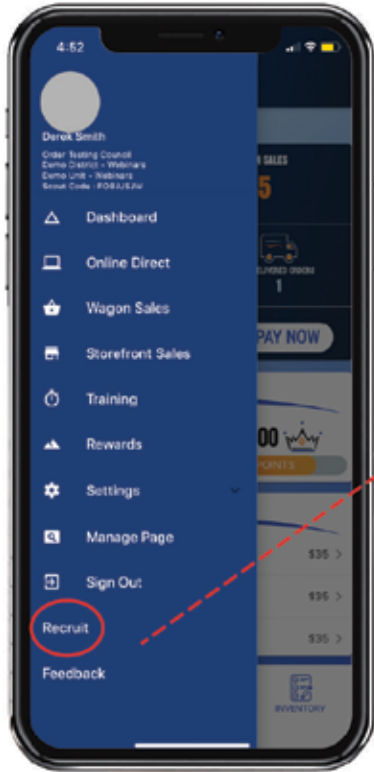 4:52
Derek Smith
Order Testing Council
Demo District - Webinars
Demo Unit - Webinars
Scout Code :
Dashboard
Online Direct
Wagon Sales
Storefront Sales
Training
Rewards
Settings
Manage Page
Sign Out
Recruit
Feedback
SALES
5
1
PAY NOW
00
POINTS
$35 >
$35 >
$35 >
INVENTORY